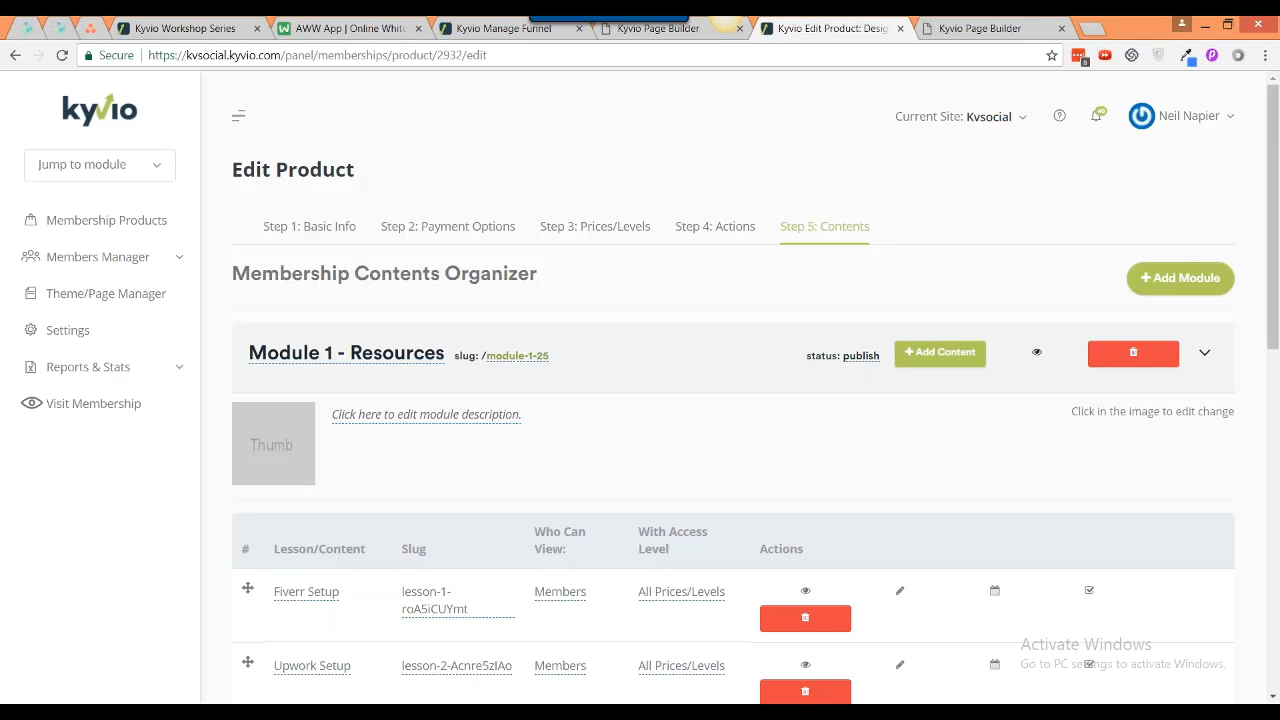 Kyvio Workshop Series
AWW App | Online White
Kyvio Manage Funnel
Kyvio Page Builder
Kyvio Edit Product: Desig
Kyvio Page Builder
Secure
https://kvsocial.kyvio.com/panel/memberships/product/2932/edit
8
kyvio
Current Site: Kvsocial
Neil Napier
Jump to module
Edit Product
Membership Products
Step 1: Basic Info
Step 2: Payment Options
Step 3: Prices/Levels
Step 4: Actions
Step 5: Contents
Members Manager
Membership Contents Organizer
+ Add Module
Theme/Page Manager
Settings
Module 1 - Resources
slug: /module-1-25
status: publish
+ Add Content
Reports & Stats
Visit Membership
Thumb
Click here to edit module description.
Click in the image to edit change
# Lesson/Content Slug Who Can View: With Access Level Actions
Fiverr Setup
lesson-1-
roA5iCUYmt
Members
All Prices/Levels
Upwork Setup
lesson-2-Acnre5zIAo
Members
All Prices/Levels
Activate Windows
Go to PC settings to activate Windows.